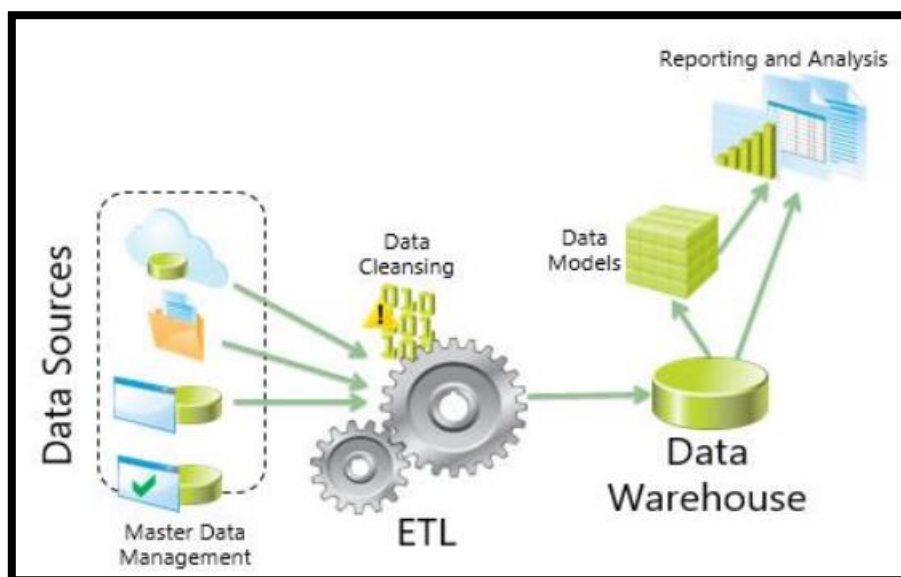 Reporting and Analysis
Data
Models
Data
Cleansing
Data Sources
Data
Warehouse
ETL
Master Data
Management